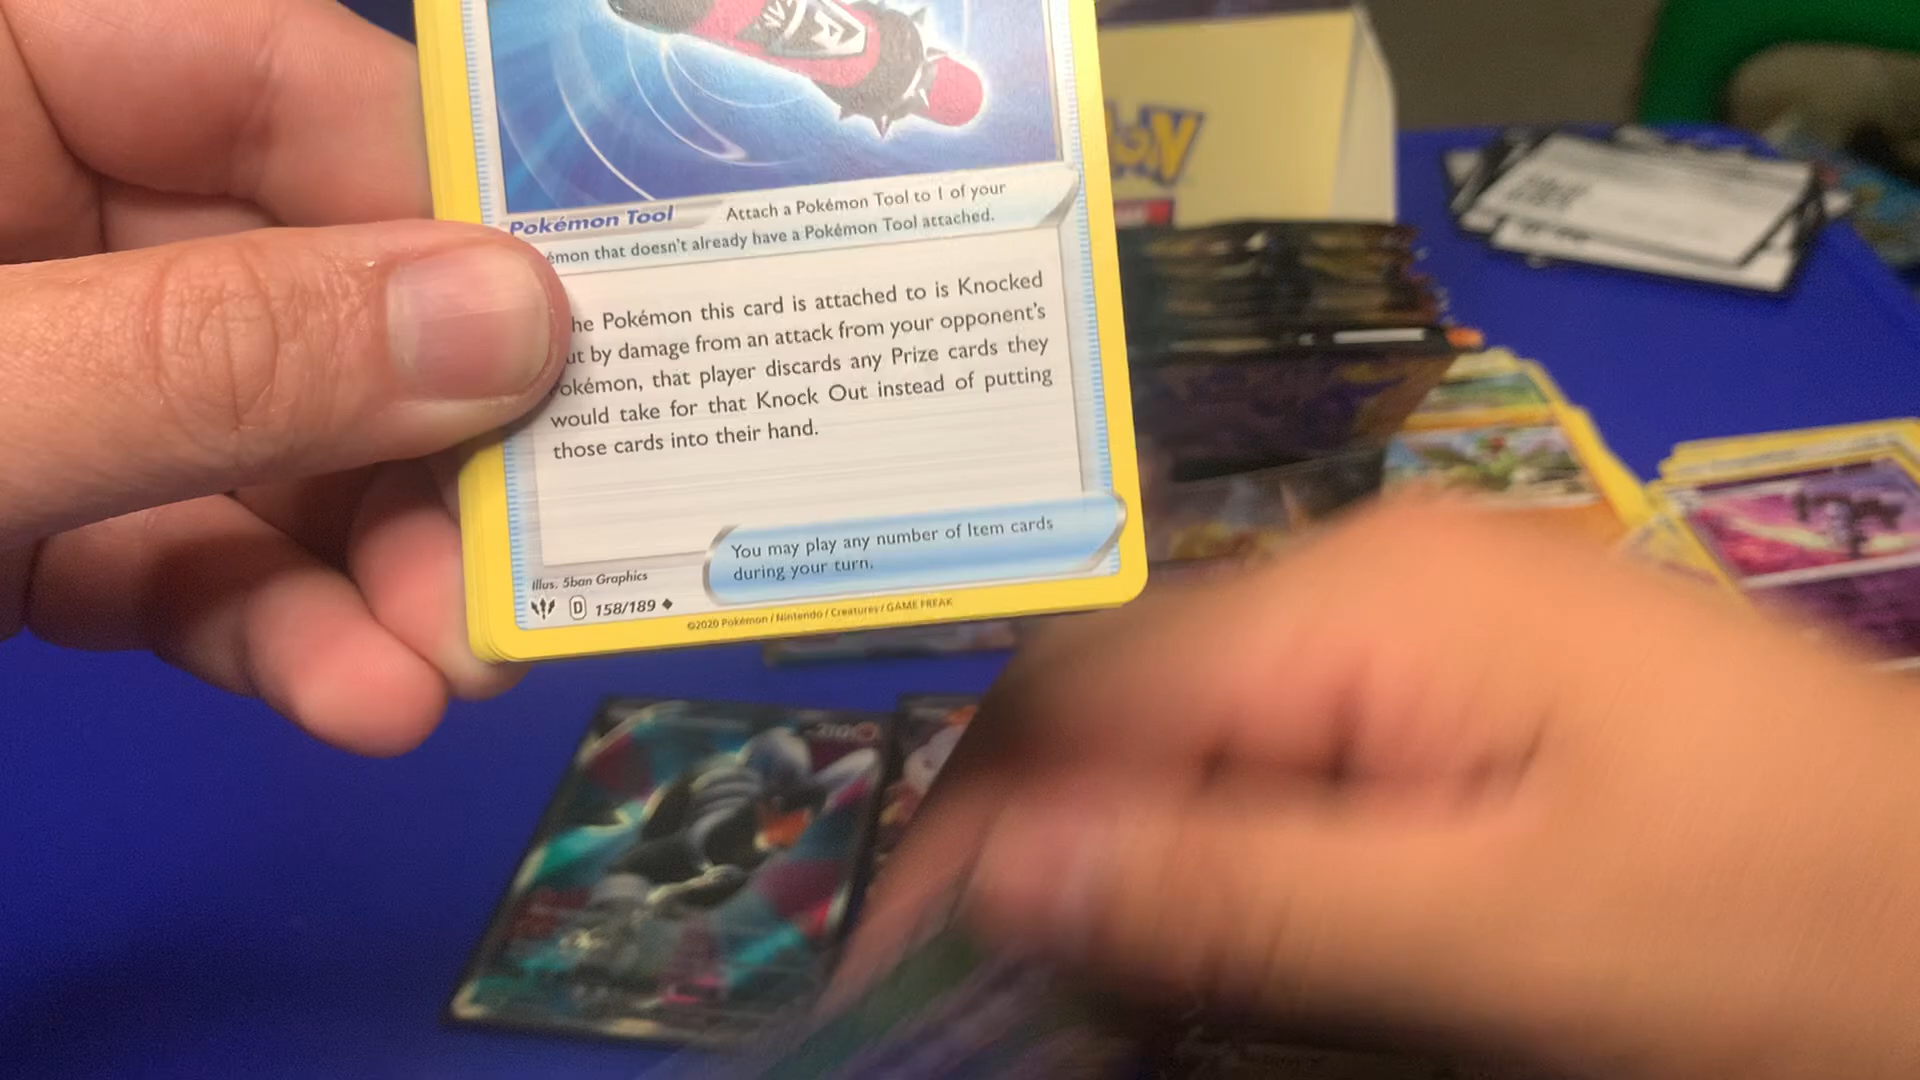 Pokémon Tool
Attach a Pokémon Tool to 1 of your
émon that doesn't already have a Pokémon Tool attached.
he Pokémon this card is attached to is Knocked
ut by damage from an attack from your opponent's
okémon, that player discards any Prize cards they
would take for that Knock Out instead of putting
those cards into their hand.
You may play any number of Item cards
during your turn.
Illus. 5ban Graphics
D 158/189
©2020 Pokémon / Nintendo / Creatures / GAME FREAK
210